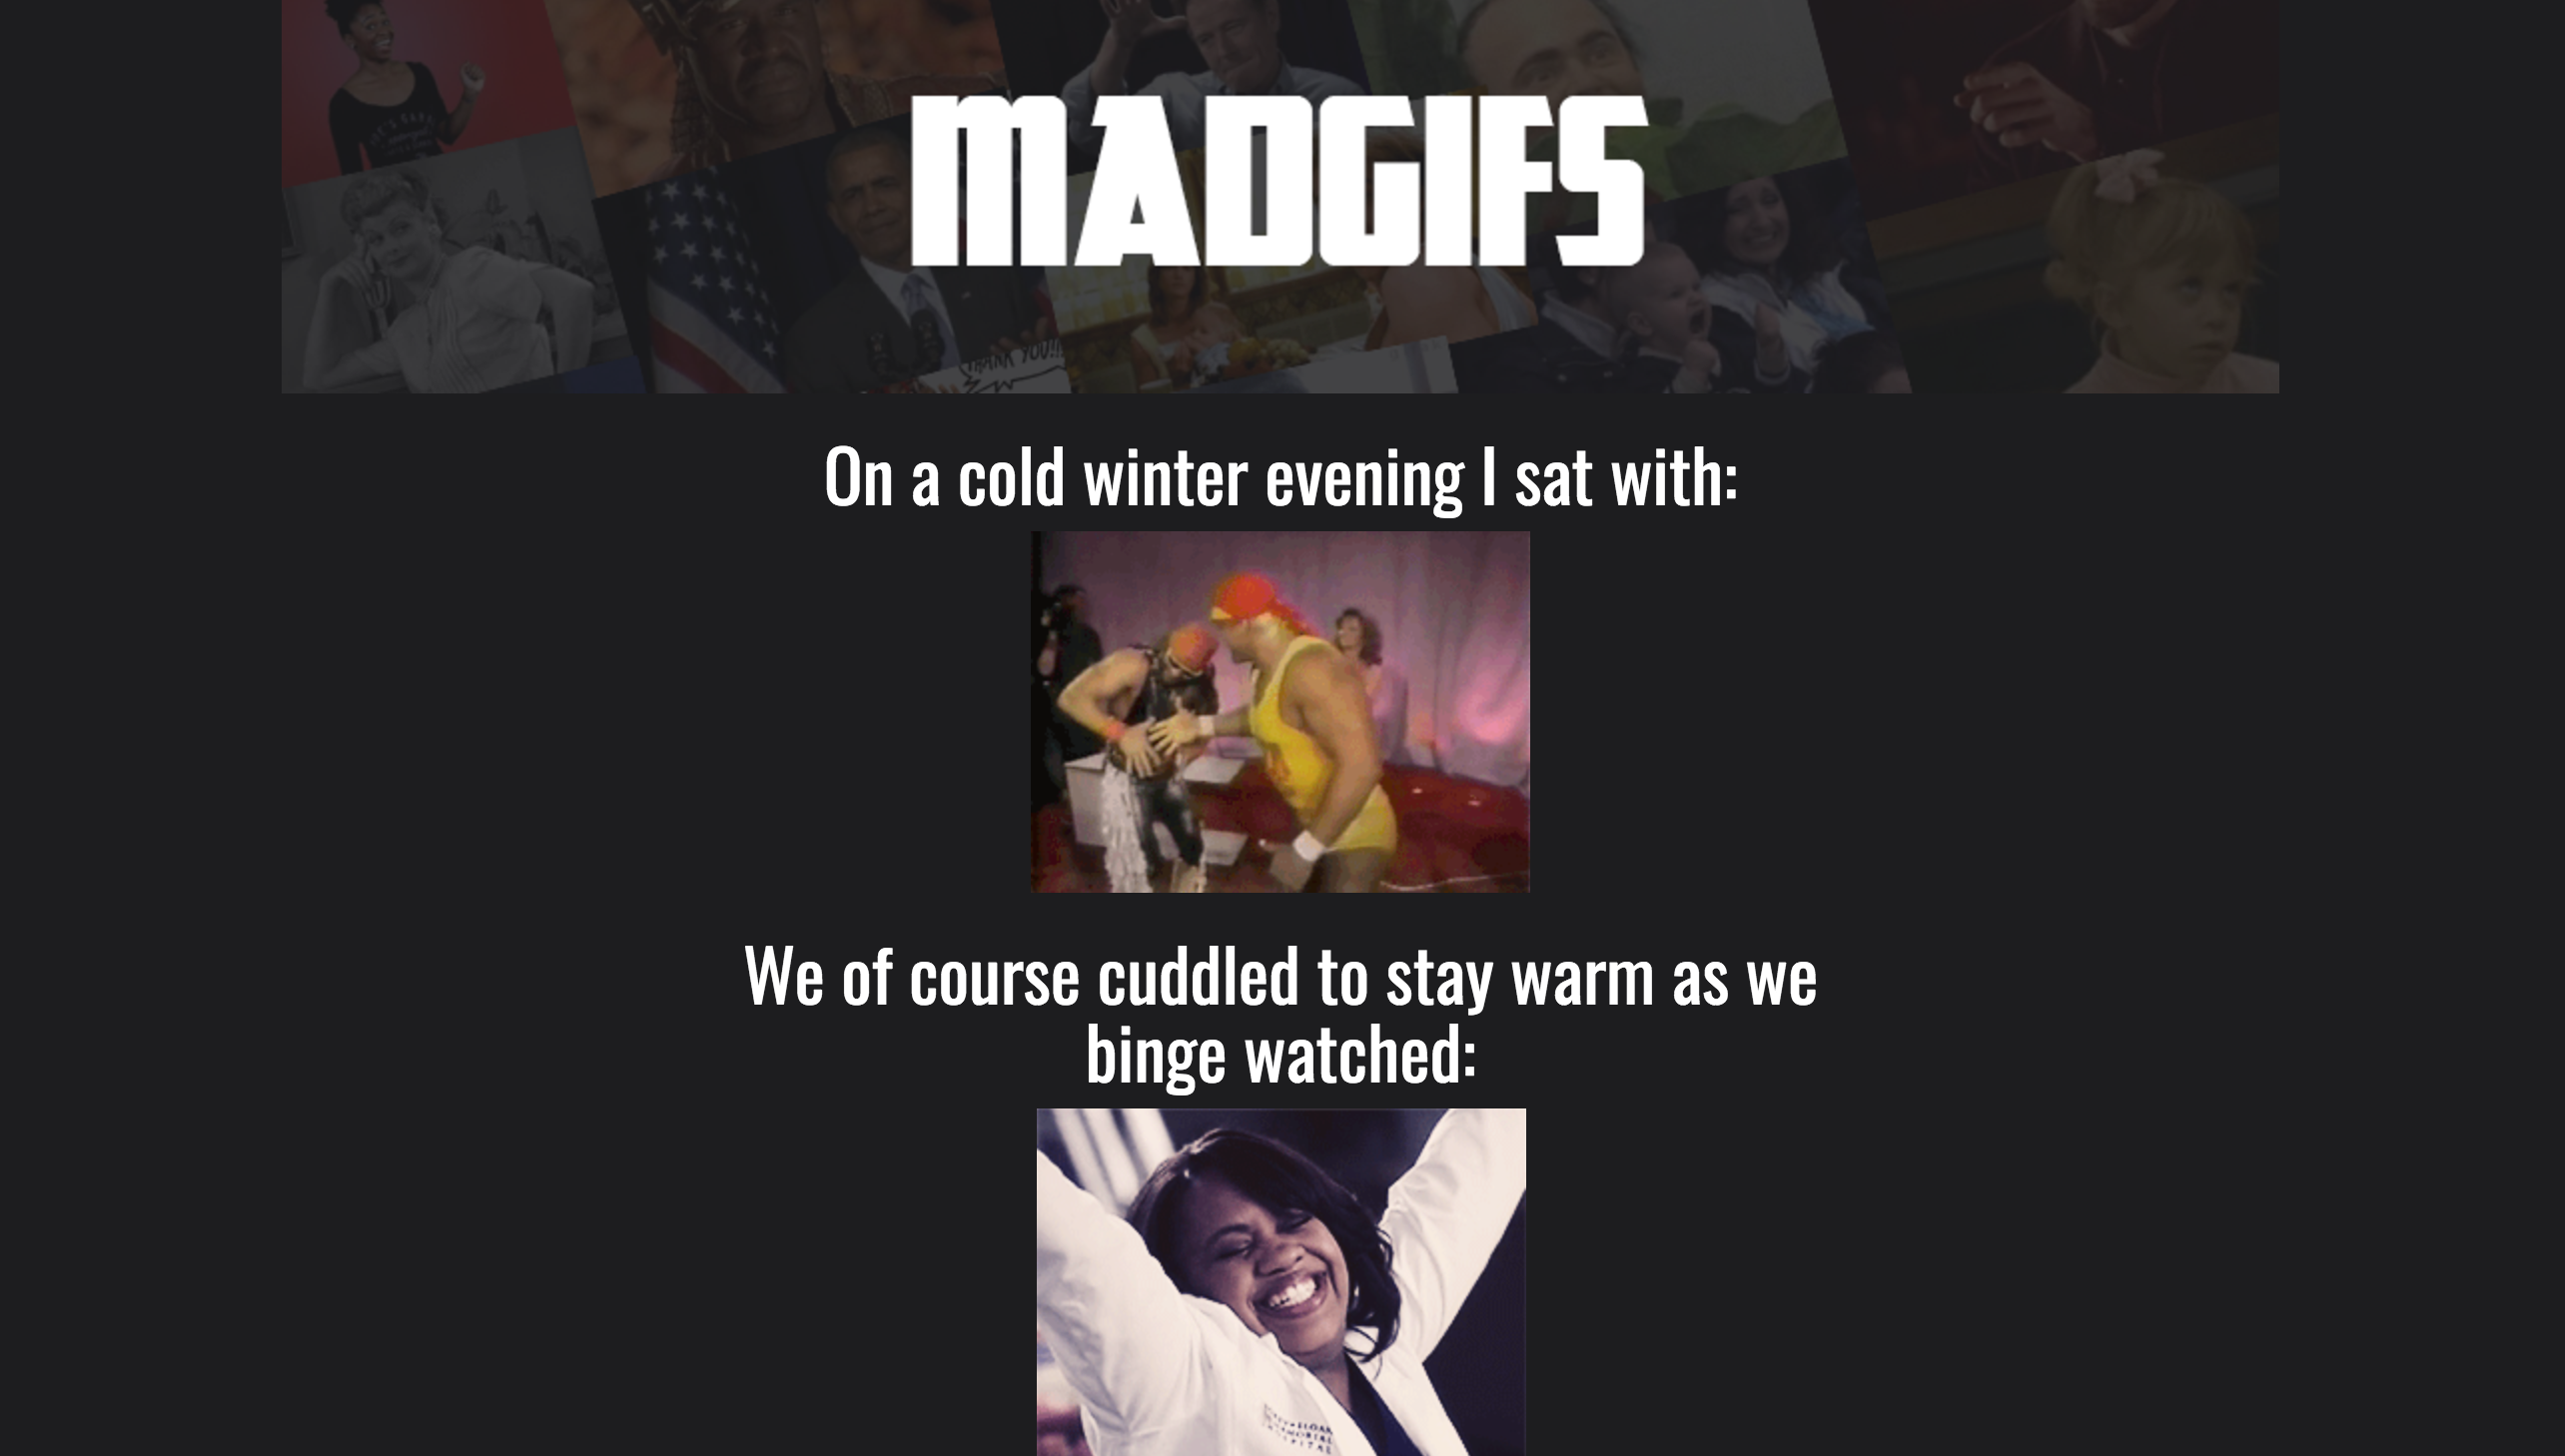 MADGIFS
THANK YOU!!!
On a cold winter evening I sat with:
We of course cuddled to stay warm as we
binge watched: